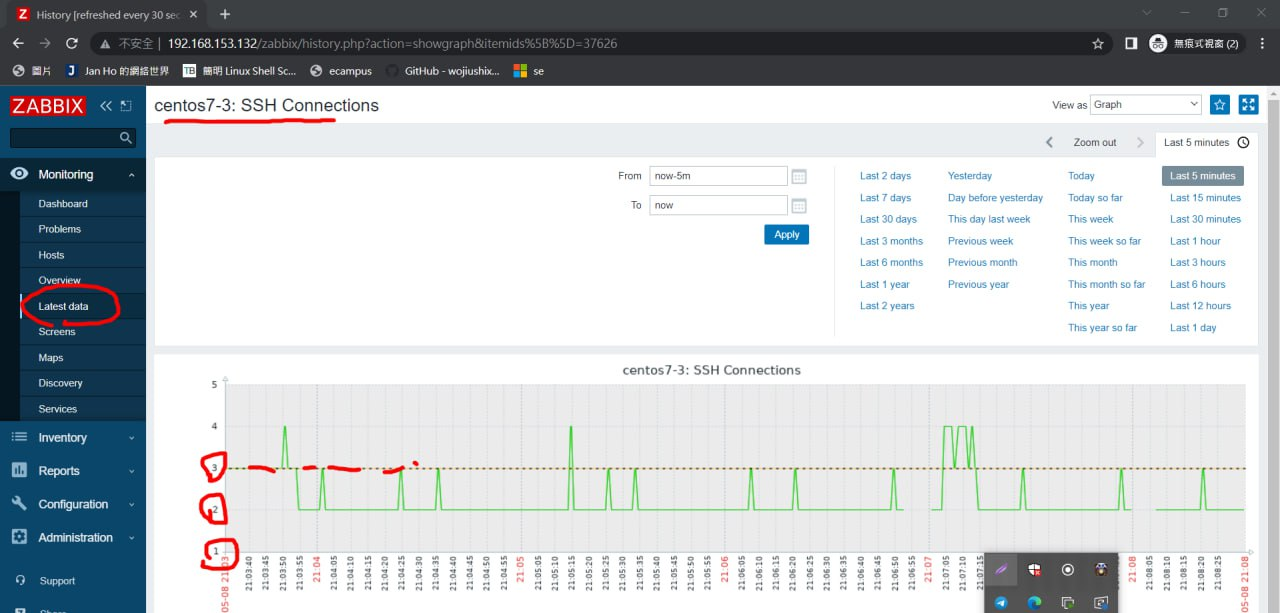 History [refreshed every 30 sec
不安全 | 192.168.153.132/zabbix/history.php?action=showgraph&itemids%5B%5D=37626
無痕式視窗 (2)
圖片 Jan Ho 的網絡世界 簡明 Linux Shell Sc... ecampus GitHub - wojiushix... se
ZABBIX
centos7-3: SSH Connections
View as Graph
Zoom out Last 5 minutes
Monitoring
Dashboard
Problems
Hosts
Overview
Latest data
Screens
Maps
Discovery
Services
Inventory
Reports
Configuration
Administration
Support
Share
From now-5m
To now
Apply
Last 2 days Yesterday Today Last 5 minutes
Last 7 days Day before yesterday Today so far Last 15 minutes
Last 30 days This day last week This week Last 30 minutes
Last 3 months Previous week This week so far Last 1 hour
Last 6 months Previous month This month Last 3 hours
Last 1 year Previous year This month so far Last 6 hours
Last 2 years This year Last 12 hours
This year so far Last 1 day
centos7-3: SSH Connections
5
4
3
2
1
05-08 21:03
21:03:40
21:03:45
21:03:50
21:03:55
21:04
21:04:05
21:04:10
21:04:15
21:04:20
21:04:25
21:04:30
21:04:35
21:04:40
21:04:45
21:04:50
21:04:55
21:05
21:05:05
21:05:10
21:05:15
21:05:20
21:05:25
21:05:30
21:05:35
21:05:40
21:05:45
21:05:50
21:05:55
21:06
21:06:05
21:06:10
21:06:15
21:06:20
21:06:25
21:06:30
21:06:35
21:06:40
21:06:45
21:06:50
21:06:55
21:07
21:07:05
21:07:10
21:07:15
21:08
21:08:05
21:08:10
21:08:15
21:08:20
21:08:25
05-08 21:08